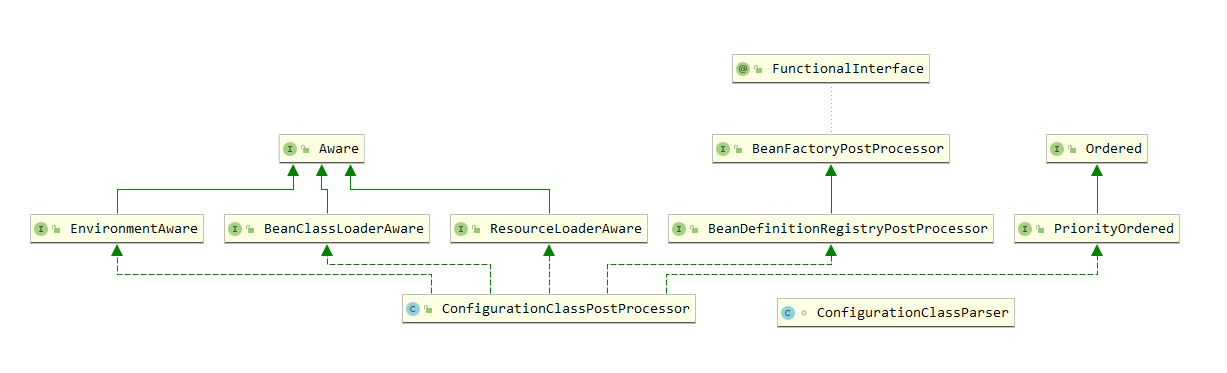 @ FunctionalInterface
I Aware
I BeanFactoryPostProcessor
I Ordered
I EnvironmentAware
I BeanClassLoaderAware
I ResourceLoaderAware
I BeanDefinitionRegistryPostProcessor
I PriorityOrdered
C ConfigurationClassPostProcessor
C ConfigurationClassParser